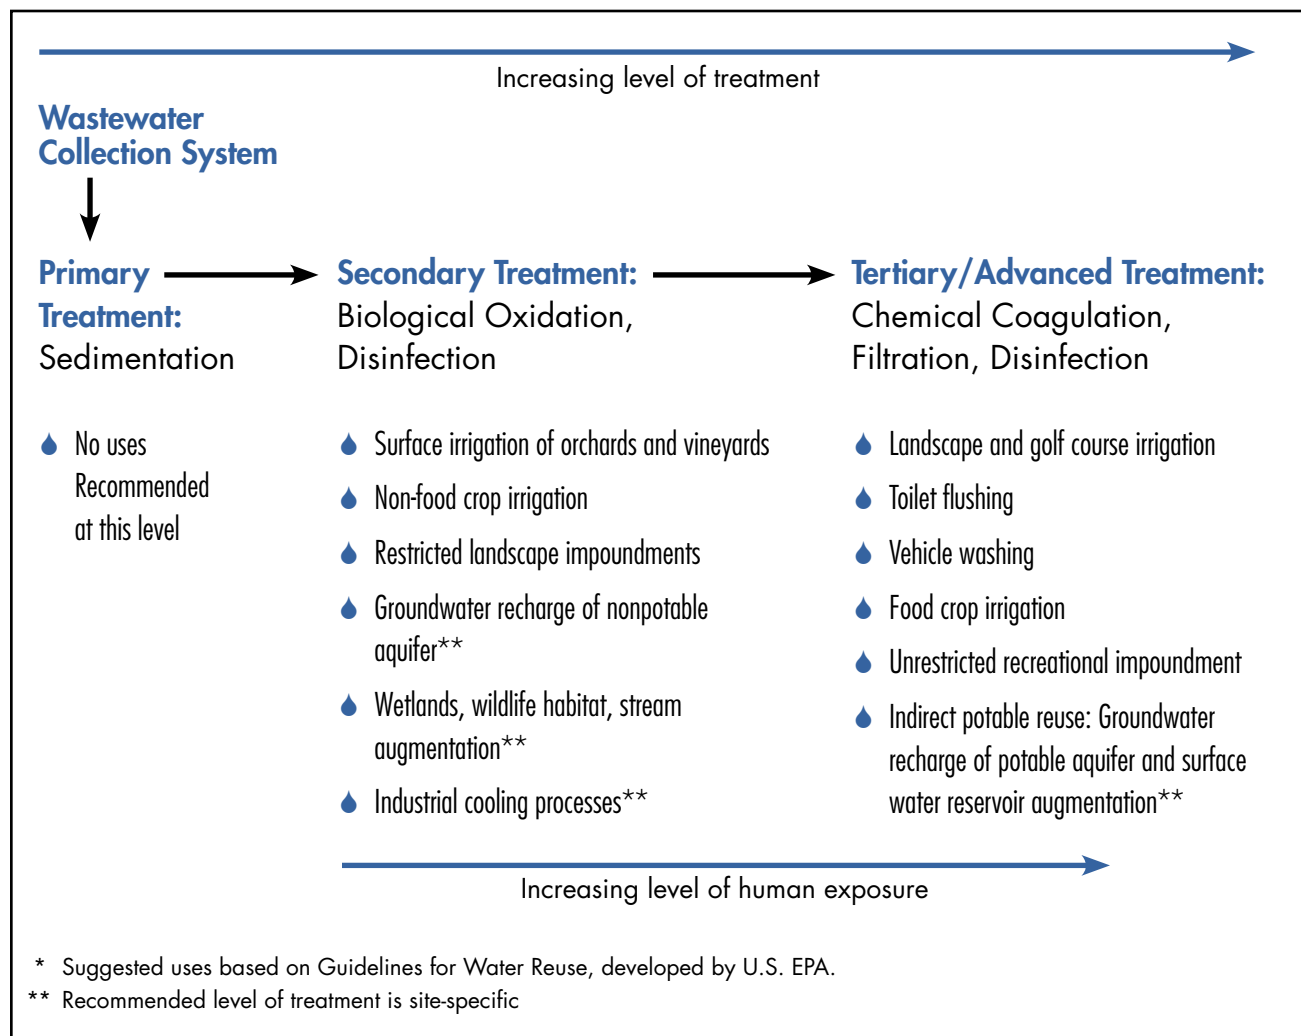 Increasing level of treatment
Wastewater
Collection System
Primary
Treatment:
Sedimentation
Secondary Treatment:
Biological Oxidation,
Disinfection
Tertiary/Advanced Treatment:
Chemical Coagulation,
Filtration, Disinfection
No uses
Recommended
at this level
Surface irrigation of orchards and vineyards
Non-food crop irrigation
Restricted landscape impoundments
Groundwater recharge of nonpotable
aquifer**
Wetlands, wildlife habitat, stream
augmentation**
Industrial cooling processes**
Landscape and golf course irrigation
Toilet flushing
Vehicle washing
Food crop irrigation
Unrestricted recreational impoundment
Indirect potable reuse: Groundwater
recharge of potable aquifer and surface
water reservoir augmentation**
Increasing level of human exposure
* Suggested uses based on Guidelines for Water Reuse, developed by U.S. EPA.
** Recommended level of treatment is site-specific